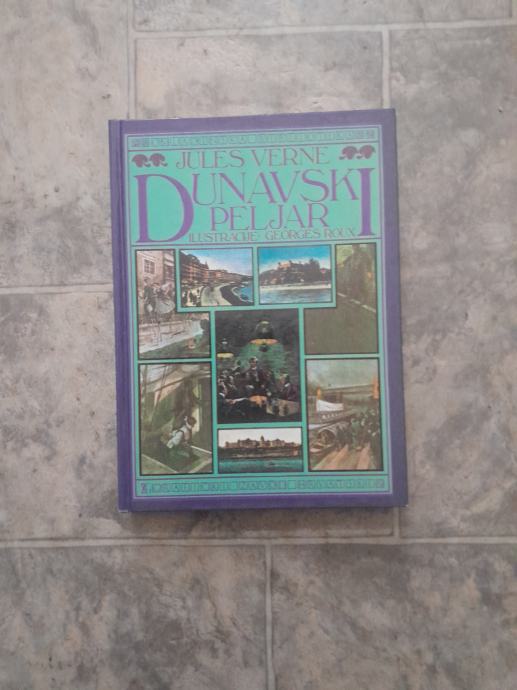 JULES VERNE
DUNAVSKI
PELJAR
ILUSTRACIJE: GEORGES ROUX